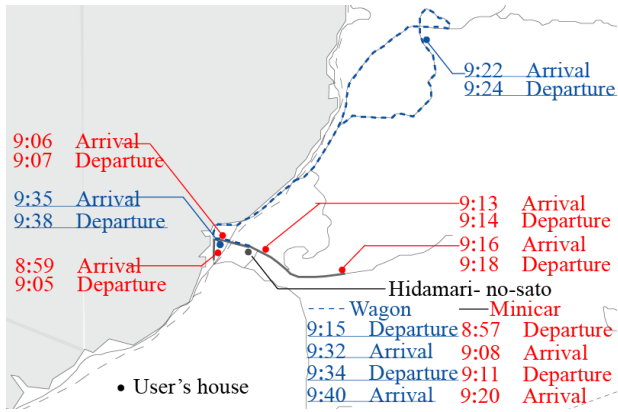 9:22 Arrival
9:24 Departure
9:06 Arrival
9:07 Departure
9:35 Arrival
9:38 Departure
8:59 Arrival
9:05 Departure
9:13 Arrival
9:14 Departure
9:16 Arrival
9:18 Departure
Hidamari- no-sato
Wagon Minicar
9:15 Departure 8:57 Departure
9:32 Arrival 9:08 Arrival
9:34 Departure 9:11 Departure
9:40 Arrival 9:20 Arrival
User's house